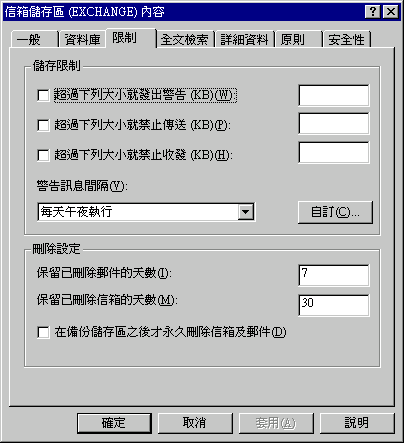 信箱儲存區 (EXCHANGE) 內容
一般 資料庫 限制 全文檢索 詳細資料 原則 安全性
儲存限制
超過下列大小就發出警告 (KB)(W):
超過下列大小就禁止傳送 (KB)(P):
超過下列大小就禁止收發 (KB)(H):
警告訊息間隔(Y):
每天午夜執行 自訂(C)...
刪除設定
保留已刪除郵件的天數(I): 7
保留已刪除信箱的天數(M): 30
在備份儲存區之後才永久刪除信箱及郵件(D)
確定 取消 套用(A) 說明